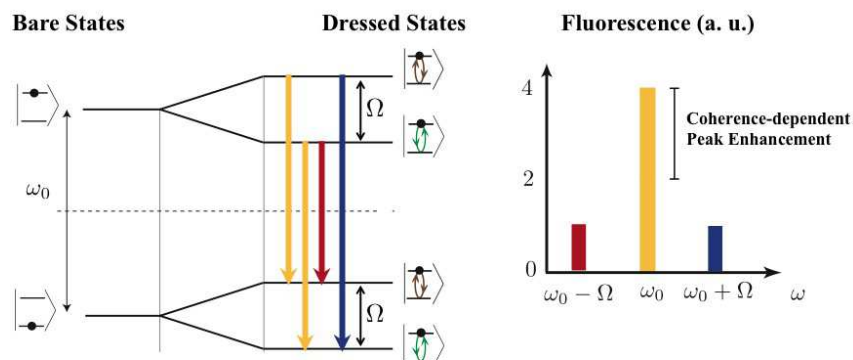 Bare States
Dressed States
Fluorescence (a. u.)
ω₀
Ω
Ω
4
2
0
Coherence-dependent
Peak Enhancement
ω₀ − Ω
ω₀
ω₀ + Ω
ω